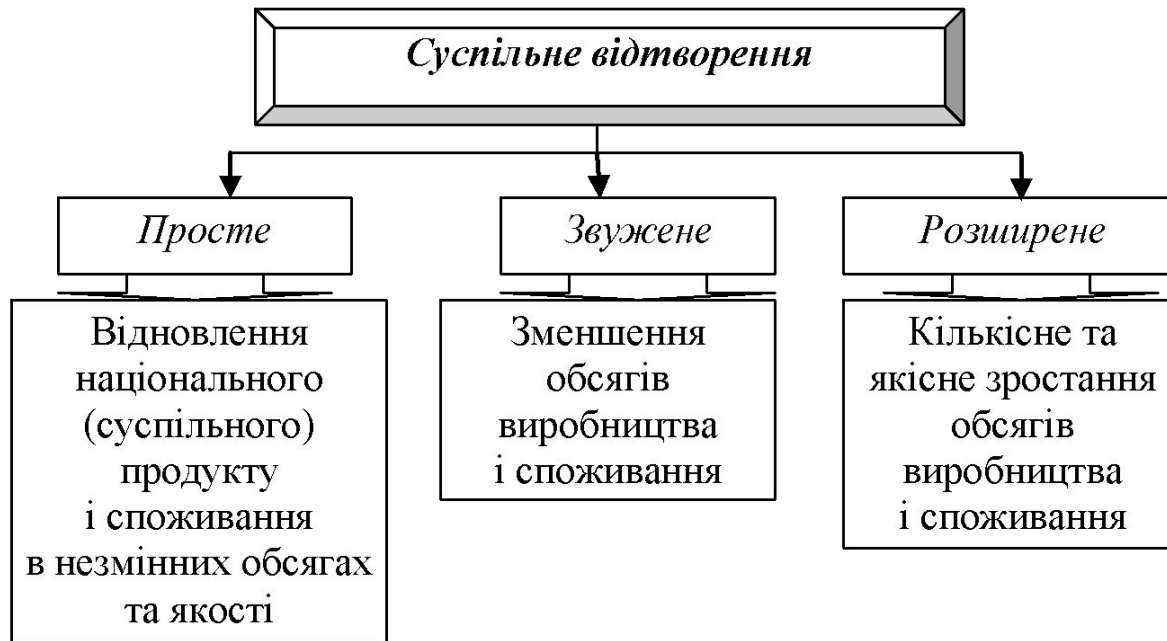 Суспільне відтворення
Просте
Звужене
Розширене
Відновлення
національного
(суспільного)
продукту
і споживання
в незмінних обсягах
та якості
Зменшення
обсягів
виробництва
і споживання
Кількісне та
якісне зростання
обсягів
виробництва
і споживання